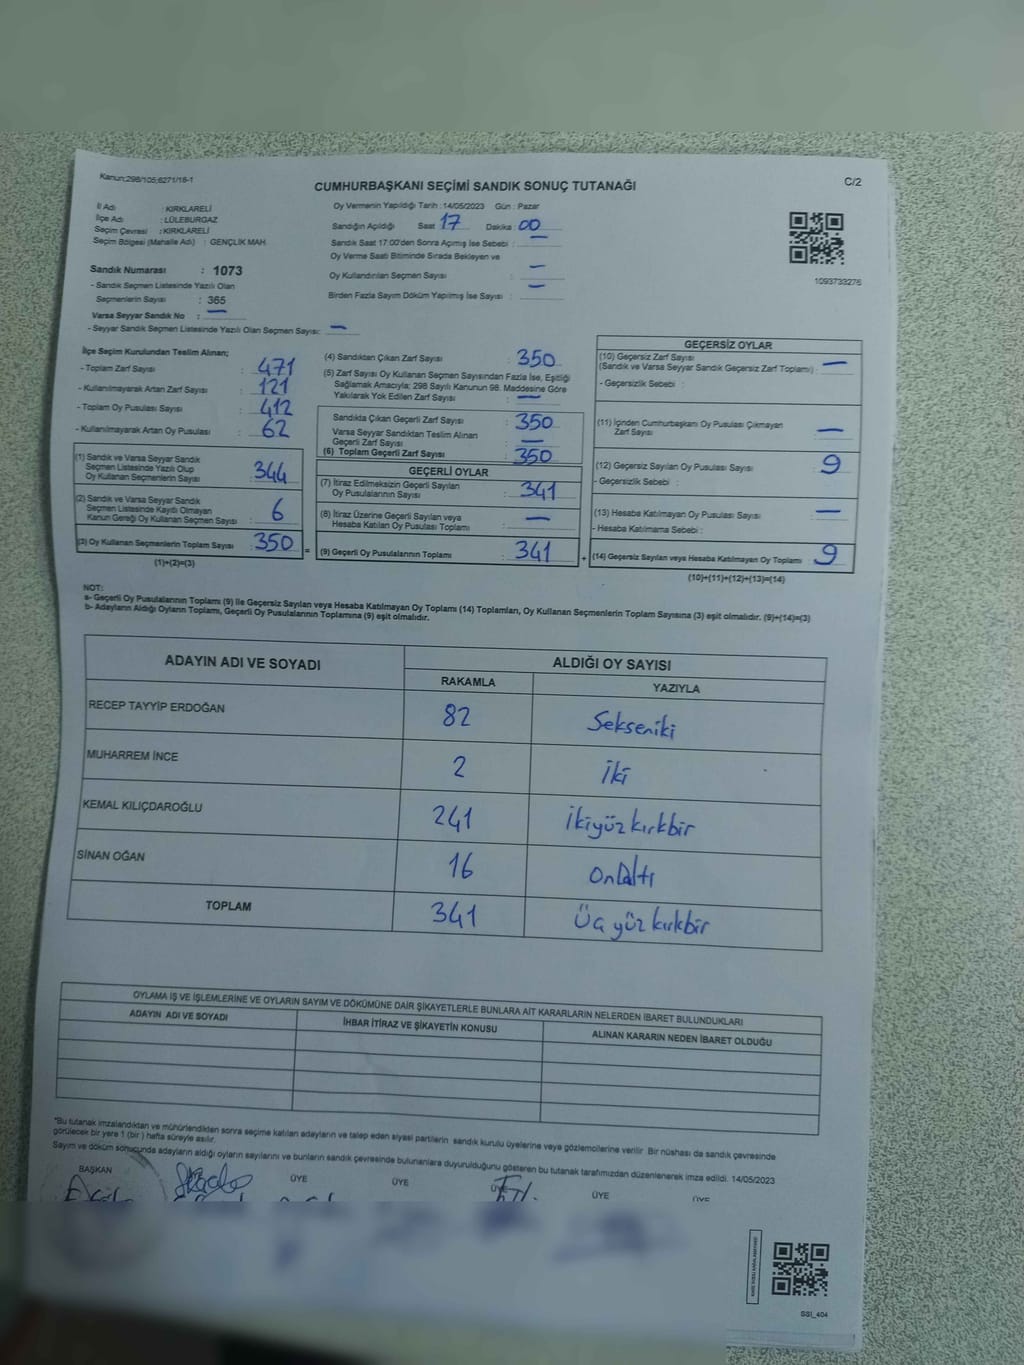 Kanun;298/105;6271/18-1
CUMHURBAŞKANI SEÇİMİ SANDIK SONUÇ TUTANAĞI
C/2
İl Adı : KIRKLARELİ
İlçe Adı : LÜLEBURGAZ
Seçim Çevresi : KIRKLARELİ
Seçim Bölgesi (Mahalle Adı) : GENÇLİK MAH.
Oy Vermenin Yapıldığı Tarih : 14/05/2023 Gün : Pazar
Sandığın Açıldığı Saat 17 Dakika : 00
Sandık Saat 17:00'den Sonra Açımış İse Sebebi : —
Oy Verme Saati Bitiminde Sırada Bekleyen ve
Oy Kullandırılan Seçmen Sayısı : —
Birden Fazla Sayım Döküm Yapılmış İse Sayısı : —
1093733276
Sandık Numarası : 1073
- Sandık Seçmen Listesinde Yazılı Olan
Seçmenlerin Sayısı : 365
Varsa Seyyar Sandık No : —
- Seyyar Sandık Seçmen Listesinde Yazılı Olan Seçmen Sayısı: —
İlçe Seçim Kurulundan Teslim Alınan;
- Toplam Zarf Sayısı : 471
- Kullanılmayarak Artan Zarf Sayısı : 121
- Toplam Oy Pusulası Sayısı : 412
- Kullanılmayarak Artan Oy Pusulası : 62
(1) Sandık ve Varsa Seyyar Sandık
Seçmen Listesinde Yazılı Olup
Oy Kullanan Seçmenlerin Sayısı : 344
(2) Sandık ve Varsa Seyyar Sandık
Seçmen Listesinde Kayıtlı Olmayan
Kanun Gereği Oy Kullanan Seçmen Sayısı : 6
(3) Oy Kullanan Seçmenlerin Toplam Sayısı : 350
(1)+(2)=(3)
=
(4) Sandıktan Çıkan Zarf Sayısı : 350
(5) Zarf Sayısı Oy Kullanan Seçmen Sayısından Fazla İse, Eşitliği
Sağlamak Amacıyla; 298 Sayılı Kanunun 98. Maddesine Göre
Yakılarak Yok Edilen Zarf Sayısı : —
Sandıkta Çıkan Geçerli Zarf Sayısı : 350
Varsa Seyyar Sandıktan Teslim Alınan
Geçerli Zarf Sayısı : —
(6) Toplam Geçerli Zarf Sayısı : 350
GEÇERLİ OYLAR
(7) İtiraz Edilmeksizin Geçerli Sayılan
Oy Pusulalarının Sayısı : 341
(8) İtiraz Üzerine Geçerli Sayılan veya
Hesaba Katılan Oy Pusulası Toplamı : —
(9) Geçerli Oy Pusulalarının Toplamı : 341
+
GEÇERSİZ OYLAR
(10) Geçersiz Zarf Sayısı
(Sandık ve Varsa Seyyar Sandık Geçersiz Zarf Toplamı) : —
- Geçersizlik Sebebi :
(11) İçinden Cumhurbaşkanı Oy Pusulası Çıkmayan
Zarf Sayısı : —
(12) Geçersiz Sayılan Oy Pusulası Sayısı : 9
- Geçersizlik Sebebi :
(13) Hesaba Katılmayan Oy Pusulası Sayısı : —
- Hesaba Katılmama Sebebi :
(14) Geçersiz Sayılan veya Hesaba Katılmayan Oy Toplamı : 9
(10)+(11)+(12)+(13)=(14)
NOT:
a- Geçerli Oy Pusulalarının Toplamı (9) ile Geçersiz Sayılan veya Hesaba Katılmayan Oy Toplamı (14) Toplamları, Oy Kullanan Seçmenlerin Toplam Sayısına (3) eşit olmalıdır. (9)+(14)=(3)
b- Adayların Aldığı Oyların Toplamı, Geçerli Oy Pusulalarının Toplamına (9) eşit olmalıdır.
ADAYIN ADI VE SOYADI
ALDIĞI OY SAYISI
RAKAMLA YAZIYLA
RECEP TAYYİP ERDOĞAN 82 Sekseniki
MUHARREM İNCE 2 İki
KEMAL KILIÇDAROĞLU 241 İkiyüz kırkbir
SİNAN OĞAN 16 onaltı
TOPLAM 341 Üç yüz kırkbir
OYLAMA İŞ VE İŞLEMLERİNE VE OYLARIN SAYIM VE DÖKÜMÜNE DAİR ŞİKAYETLERLE BUNLARA AİT KARARLARIN NELERDEN İBARET BULUNDUKLARI
ADAYIN ADI VE SOYADI İHBAR İTİRAZ VE ŞİKAYETİN KONUSU ALINAN KARARIN NEDEN İBARET OLDUĞU
*Bu tutanak imzalandıktan ve mühürlendikten sonra seçime katılan adayların ve talep eden siyasi partilerin sandık kurulu üyelerine veya gözlemcilerine verilir. Bir nüshası da sandık çevresinde
görülecek bir yere 1 (bir ) hafta süreyle asılır.
Sayım ve döküm sonucunda adayların aldığı oyların sayılarını ve bunların sandık çevresinde bulunanlara duyurulduğunu gösteren bu tutanak tarafımızdan düzenlenerek imza edildi. 14/05/2023
BAŞKAN ÜYE ÜYE ÜYE ÜYE ÜYE
SSİ_404